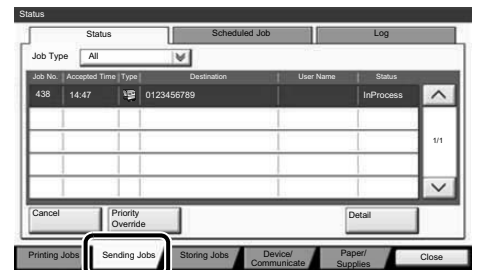 Status
Status Scheduled Job Log
Job Type All
Job No. Accepted Time Type Destination User Name Status
438 14:47 0123456789 InProcess
1/1
Cancel Priority Override Detail
Printing Jobs Sending Jobs Storing Jobs Device/ Communicate Paper/ Supplies Close